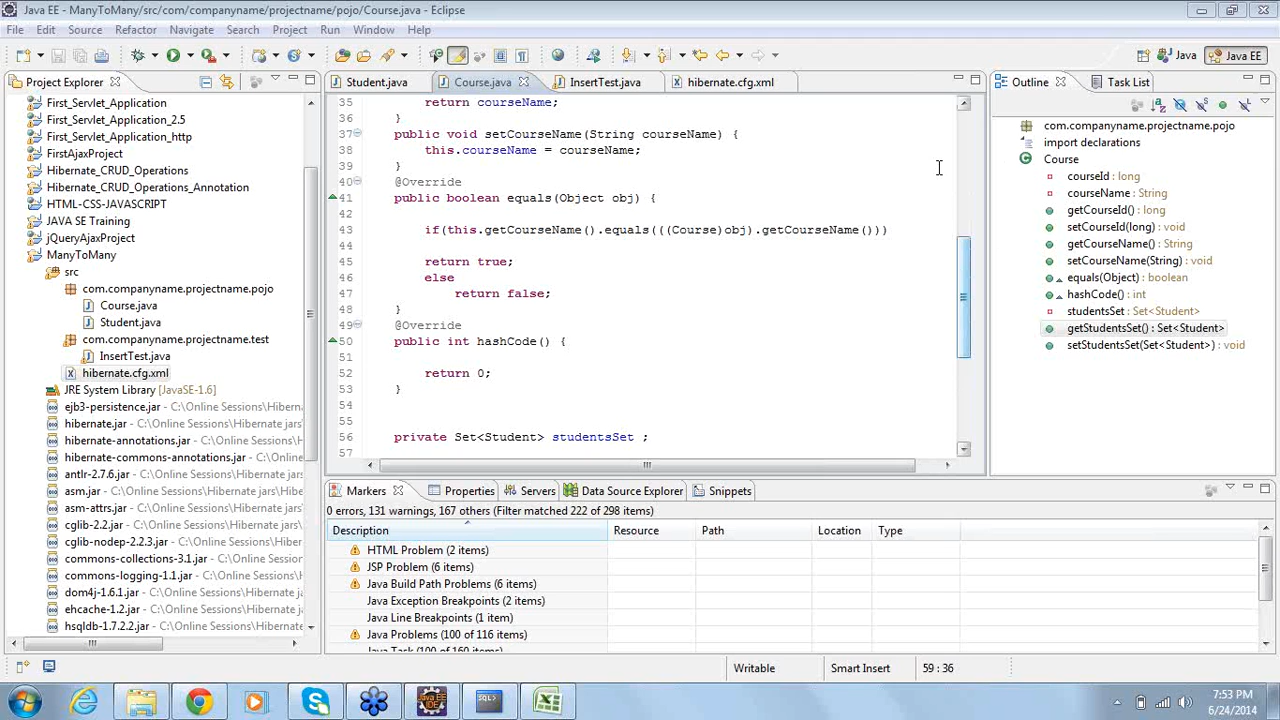 Java EE - ManyToMany/src/com/companyname/projectname/pojo/Course.java - Eclipse
File Edit Source Refactor Navigate Search Project Run Window Help
Java Java EE
Project Explorer
First_Servlet_Application
First_Servlet_Application_2.5
First_Servlet_Application_http
FirstAjaxProject
Hibernate_CRUD_Operations
Hibernate_CRUD_Operations_Annotation
HTML-CSS-JAVASCRIPT
JAVA SE Training
jQueryAjaxProject
ManyToMany
src
com.companyname.projectname.pojo
Course.java
Student.java
com.companyname.projectname.test
InsertTest.java
hibernate.cfg.xml
JRE System Library [JavaSE-1.6]
ejb3-persistence.jar - C:\Online Sessions\Hibernat
hibernate.jar - C:\Online Sessions\Hibernate jars\h
hibernate-annotations.jar - C:\Online Sessions\Hib
hibernate-commons-annotations.jar - C:\Online Se
antlr-2.7.6.jar - C:\Online Sessions\Hibernate jars
asm.jar - C:\Online Sessions\Hibernate jars\hibern
asm-attrs.jar - C:\Online Sessions\Hibernate jars\h
cglib-2.2.jar - C:\Online Sessions\Hibernate jars\hi
cglib-nodep-2.2.3.jar - C:\Online Sessions\Hiberna
commons-collections-3.1.jar - C:\Online Sessions\H
commons-logging-1.1.jar - C:\Online Sessions\Hibe
dom4j-1.6.1.jar - C:\Online Sessions\Hibernate jar
ehcache-1.2.jar - C:\Online Sessions\Hibernate jars
hsqldb-1.7.2.2.jar - C:\Online Sessions\Hibernate j
Student.java Course.java InsertTest.java hibernate.cfg.xml
35 return courseName;
36 }
37 public void setCourseName(String courseName) {
38 this.courseName = courseName;
39 }
40 @Override
41 public boolean equals(Object obj) {
42
43 if(this.getCourseName().equals(((Course)obj).getCourseName()))
44
45 return true;
46 else
47 return false;
48 }
49 @Override
50 public int hashCode() {
51
52 return 0;
53 }
54
55
56 private Set<Student> studentsSet ;
57
Outline Task List
com.companyname.projectname.pojo
import declarations
Course
courseId : long
courseName : String
getCourseId() : long
setCourseId(long) : void
getCourseName() : String
setCourseName(String) : void
equals(Object) : boolean
hashCode() : int
studentsSet : Set<Student>
getStudentsSet() : Set<Student>
setStudentsSet(Set<Student>) : void
Markers Properties Servers Data Source Explorer Snippets
0 errors, 131 warnings, 167 others (Filter matched 222 of 298 items)
Description Resource Path Location Type
HTML Problem (2 items)
JSP Problem (6 items)
Java Build Path Problems (6 items)
Java Exception Breakpoints (2 items)
Java Line Breakpoints (1 item)
Java Problems (100 of 116 items)
Java Task (100 of 160 items)
Writable Smart Insert 59 : 36
7:53 PM
6/24/2014